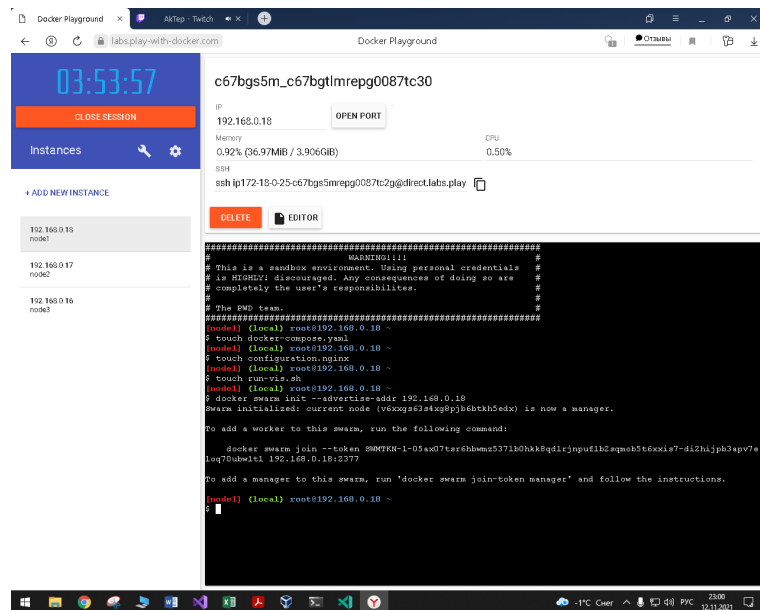 Docker Playground
AkTep - Twitch
labs.play-with-docker.com
Docker Playground
Отзывы
03:53:57
CLOSE SESSION
Instances
+ ADD NEW INSTANCE
192.168.0.18
node1
192.168.0.17
node2
192.168.0.16
node3
c67bgs5m_c67bgtlmrepg0087tc30
IP
192.168.0.18
OPEN PORT
Memory
0.92% (36.97MiB / 3.906GiB)
CPU
0.50%
SSH
ssh ip172-18-0-25-c67bgs5mrepg0087tc2g@direct.labs.play
DELETE
EDITOR
###############################################################
# WARNING!!!! #
# This is a sandbox environment. Using personal credentials #
# is HIGHLY! discouraged. Any consequences of doing so are #
# completely the user's responsibilites. #
# #
# The PWD team. #
###############################################################
[node1] (local) root@192.168.0.18 ~
$ touch docker-compose.yaml
[node1] (local) root@192.168.0.18 ~
$ touch configuration.nginx
[node1] (local) root@192.168.0.18 ~
$ touch run-vis.sh
[node1] (local) root@192.168.0.18 ~
$ docker swarm init --advertise-addr 192.168.0.18
Swarm initialized: current node (v6xxgs63s4xg8pjb6btkh5edx) is now a manager.
To add a worker to this swarm, run the following command:
docker swarm join --token SWMTKN-1-05ax07tsr6hbwmz5371b0hkk8qdlrjnpuflb2sqmob5t6xxis7-di2hijpb3apv7e
loq70ubwltl 192.168.0.18:2377
To add a manager to this swarm, run 'docker swarm join-token manager' and follow the instructions.
[node1] (local) root@192.168.0.18 ~
$
-1°C Снег
РУС
23:00
12.11.2021